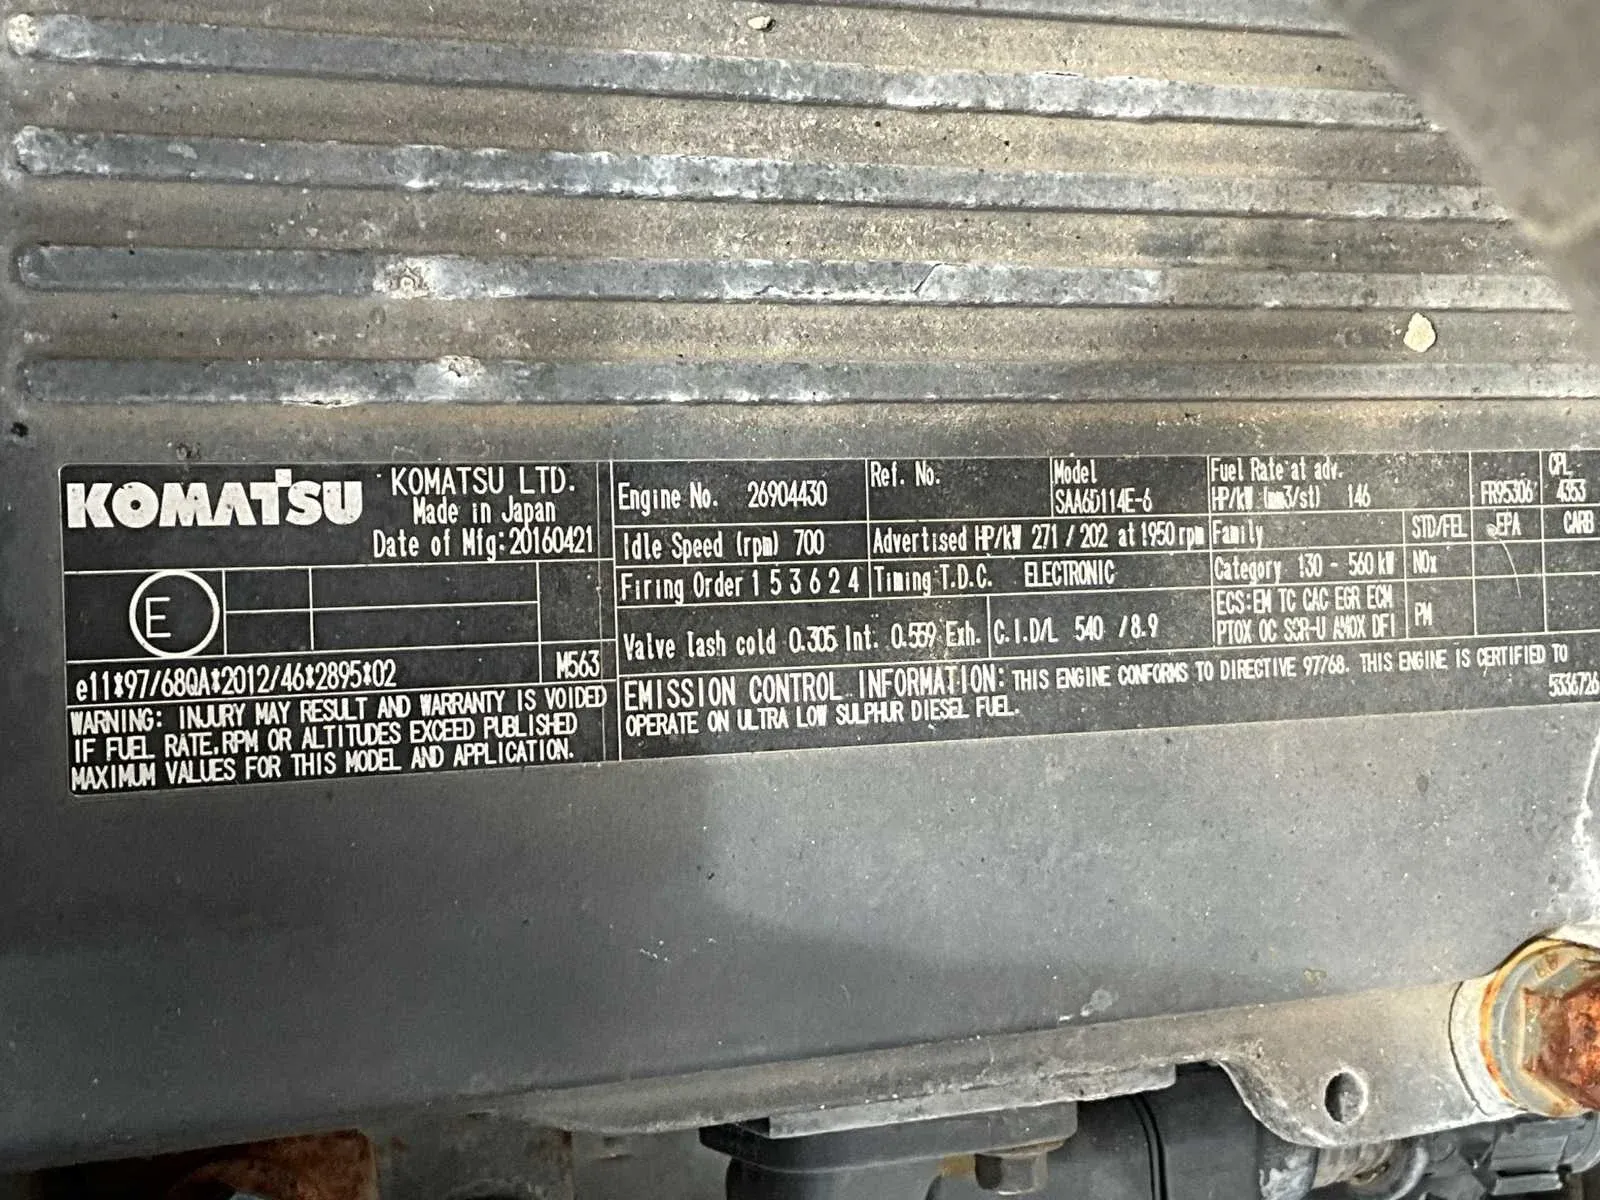 KOMATSU
KOMATSU LTD.
Made in Japan
Date of Mfg:20160421
E
e11*97/68QA*2012/46*2895*02
M563
WARNING: INJURY MAY RESULT AND WARRANTY IS VOIDED
IF FUEL RATE,RPM OR ALTITUDES EXCEED PUBLISHED
MAXIMUM VALUES FOR THIS MODEL AND APPLICATION.
Engine No. 26904430
Ref. No.
Model
SAA6D114E-6
Fuel Rate at adv.
HP/kW (mm3/st) 146
FR95306
CPL
4353
Idle Speed (rpm) 700
Advertised HP/kW 271 / 202 at 1950 rpm
Family
STD/FEL
EPA
CARB
Firing Order 1 5 3 6 2 4
Timing T.D.C. ELECTRONIC
Category 130 - 560 kW
NOx
Valve lash cold 0.305 Int. 0.559 Exh.
C.I.D/L 540 /8.9
ECS:EM TC CAC EGR ECM
PTOX OC SCR-U AMOX DFI
PM
EMISSION CONTROL INFORMATION: THIS ENGINE CONFORMS TO DIRECTIVE 97/68. THIS ENGINE IS CERTIFIED TO
OPERATE ON ULTRA LOW SULPHUR DIESEL FUEL.
5336726